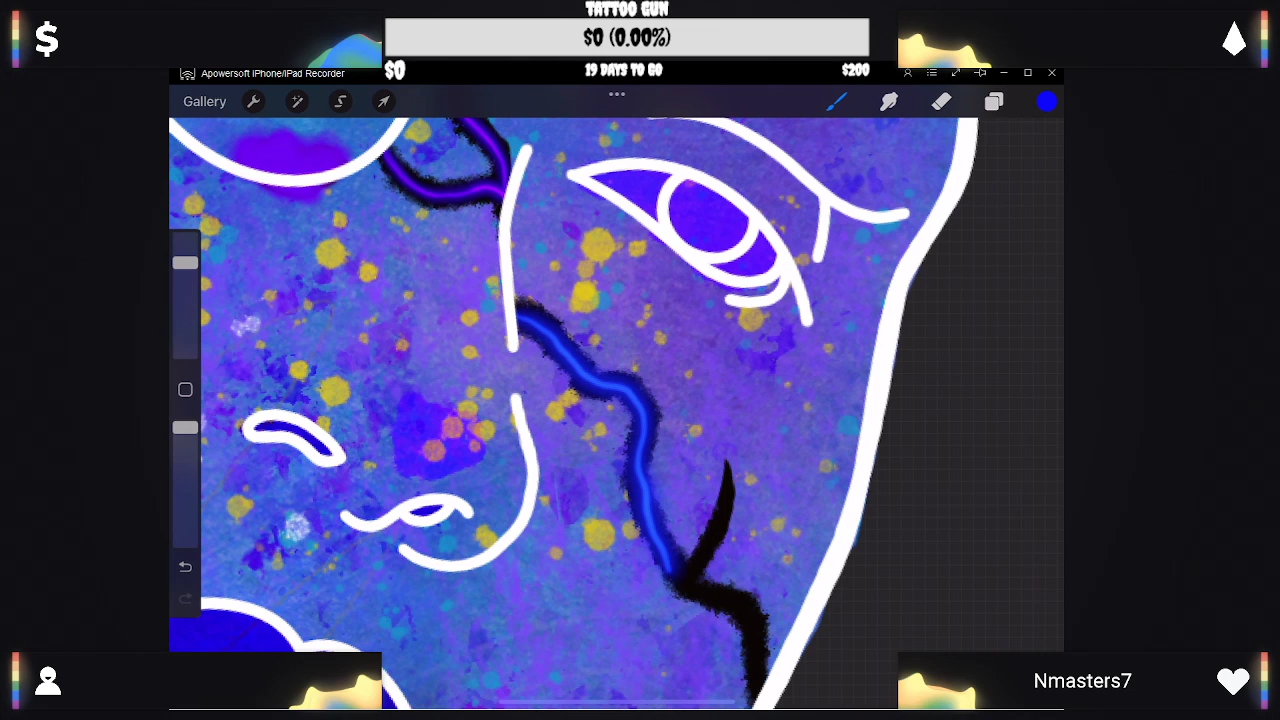 TATTOO GUN
$0 (0.00%)
$
$0
19 DAYS TO GO
$200
Apowersoft iPhone/iPad Recorder
Gallery
Nmasters7